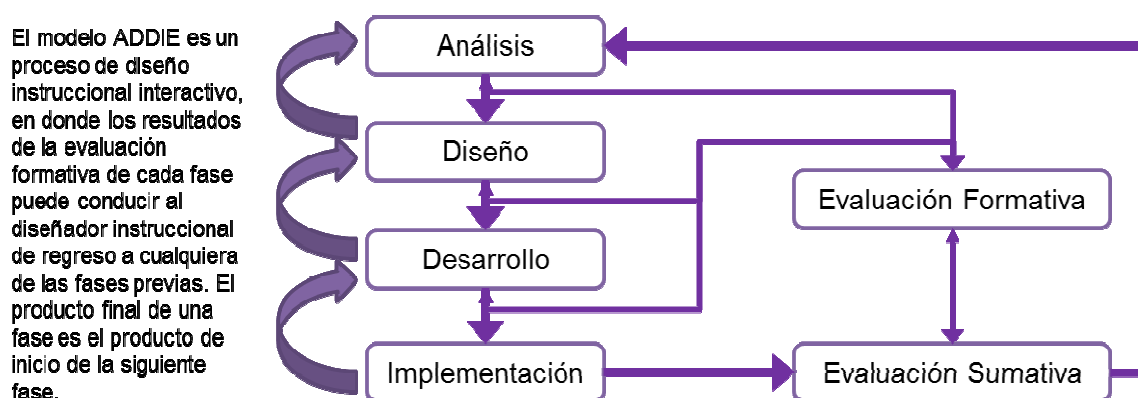 El modelo ADDIE es un
proceso de diseño
instruccional interactivo,
en donde los resultados
de la evaluación
formativa de cada fase
puede conducir al
diseñador instruccional
de regreso a cualquiera
de las fases previas. El
producto final de una
fase es el producto de
inicio de la siguiente
fase.
Análisis
Diseño
Desarrollo
Implementación
Evaluación Formativa
Evaluación Sumativa